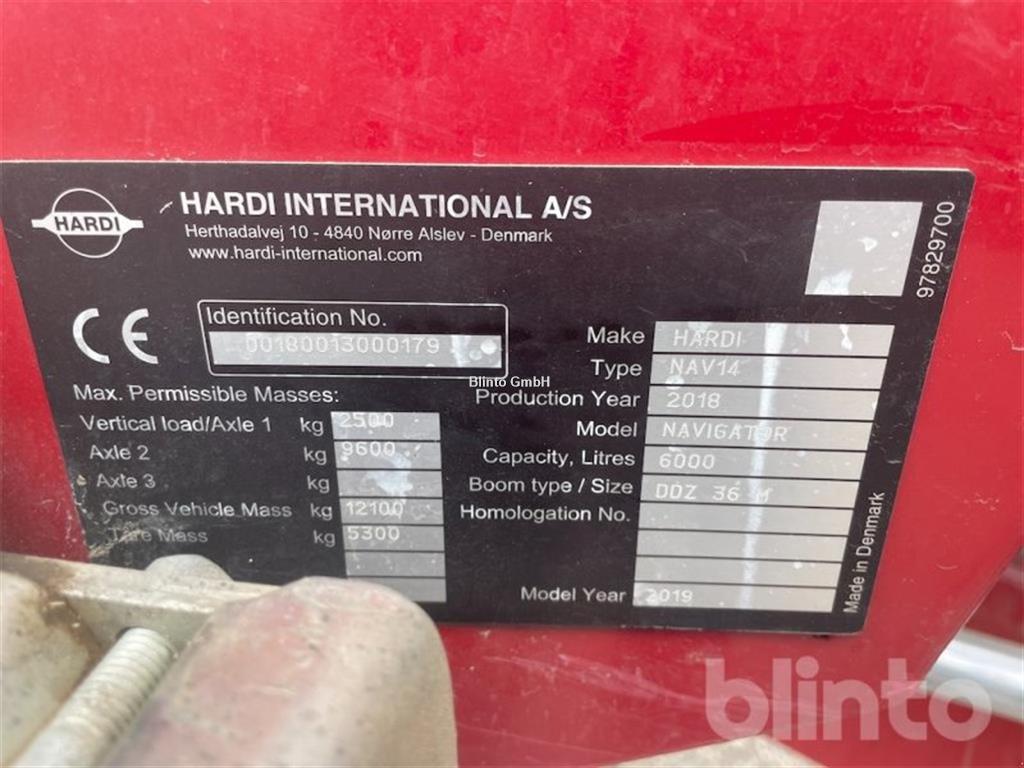 HARDI
HARDI INTERNATIONAL A/S
Herthadalvej 10 - 4840 Nørre Alslev - Denmark
www.hardi-international.com
97829700
CE
Identification No.
00180013000179
Max. Permissible Masses:
Vertical load/Axle 1 kg 2500
Axle 2 kg 9600
Axle 3 kg
Gross Vehicle Mass kg 12100
Tare Mass kg 5300
Make HARDI
Type NAV14
Production Year 2018
Model NAVIGATOR
Capacity, Litres 6000
Boom type / Size DDZ 36 M
Homologation No.
Model Year 2019
Made in Denmark
Blinto GmbH
blinto